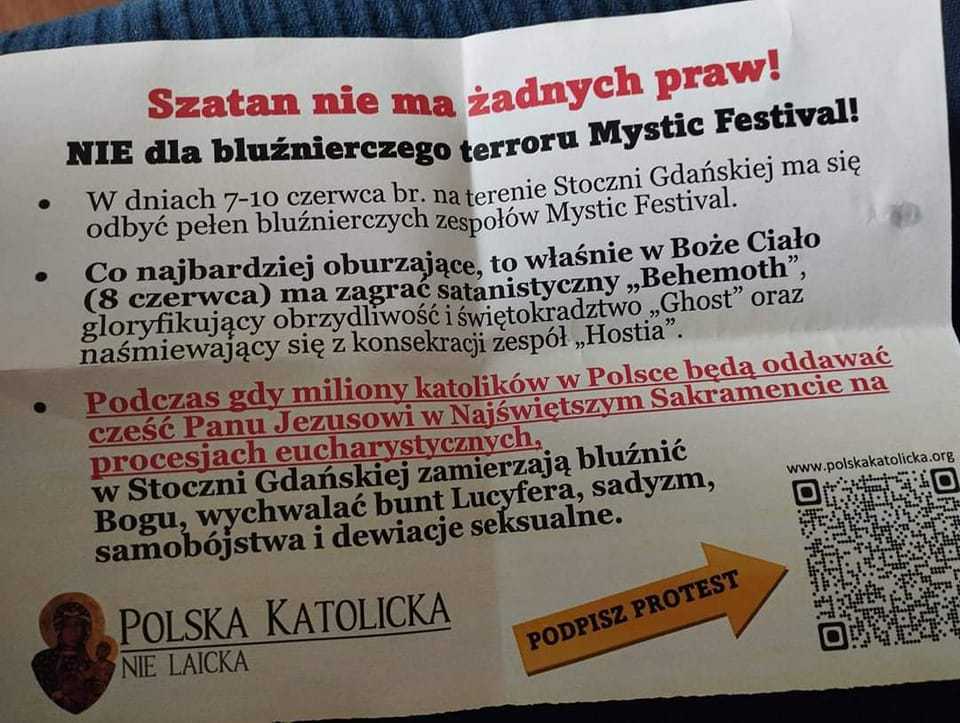 Szatan nie ma żadnych praw!
NIE dla bluźnierczego terroru Mystic Festival!
• W dniach 7-10 czerwca br. na terenie Stoczni Gdańskiej ma się
odbyć pełen bluźnierczych zespołów Mystic Festival.
• Co najbardziej oburzające, to właśnie w Boże Ciało
(8 czerwca) ma zagrać satanistyczny „Behemoth”,
gloryfikujący obrzydliwość i świętokradztwo „Ghost” oraz
naśmiewający się z konsekracji zespół „Hostia”.
• Podczas gdy miliony katolików w Polsce będą oddawać
cześć Panu Jezusowi w Najświętszym Sakramencie na
procesjach eucharystycznych,
w Stoczni Gdańskiej zamierzają bluźnić
Bogu, wychwalać bunt Lucyfera, sadyzm,
samobójstwa i dewiacje seksualne.
www.polskakatolicka.org
PODPISZ PROTEST
POLSKA KATOLICKA
NIE LAICKA